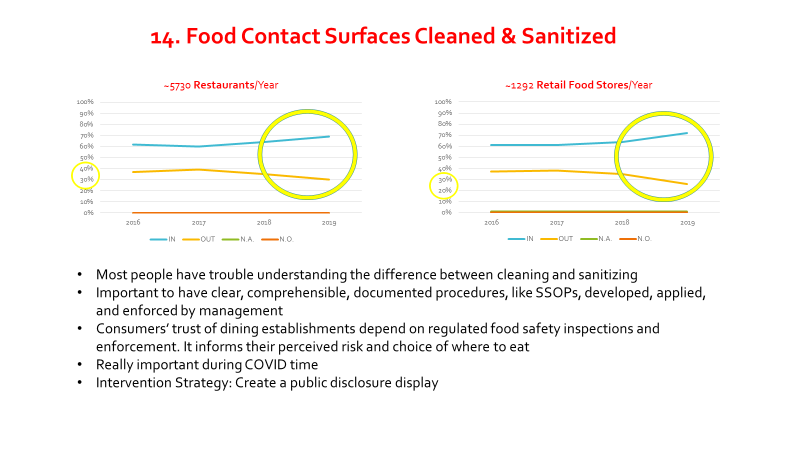 14. Food Contact Surfaces Cleaned & Sanitized
~5730 Restaurants/Year
100%
90%
80%
70%
60%
50%
40%
30%
20%
10%
0%
2016 2017 2018 2019
IN OUT N.A. N.O.
~1292 Retail Food Stores/Year
100%
90%
80%
70%
60%
50%
40%
30%
20%
10%
0%
2016 2017 2018 2019
IN OUT N.A. N.O.
• Most people have trouble understanding the difference between cleaning and sanitizing
• Important to have clear, comprehensible, documented procedures, like SSOPs, developed, applied,
and enforced by management
• Consumers’ trust of dining establishments depend on regulated food safety inspections and
enforcement. It informs their perceived risk and choice of where to eat
• Really important during COVID time
• Intervention Strategy: Create a public disclosure display